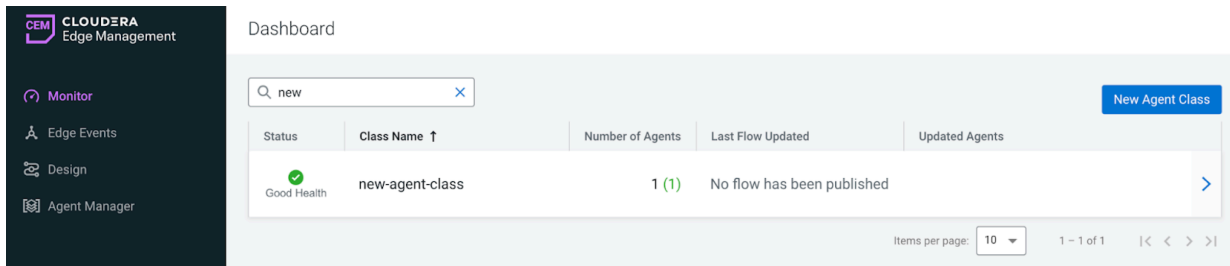 CEM CLOUDERA
Edge Management
Dashboard
Monitor
Edge Events
Design
Agent Manager
new
New Agent Class
Status Class Name ↑ Number of Agents Last Flow Updated Updated Agents
Good Health new-agent-class 1 (1) No flow has been published
Items per page: 10 1 – 1 of 1